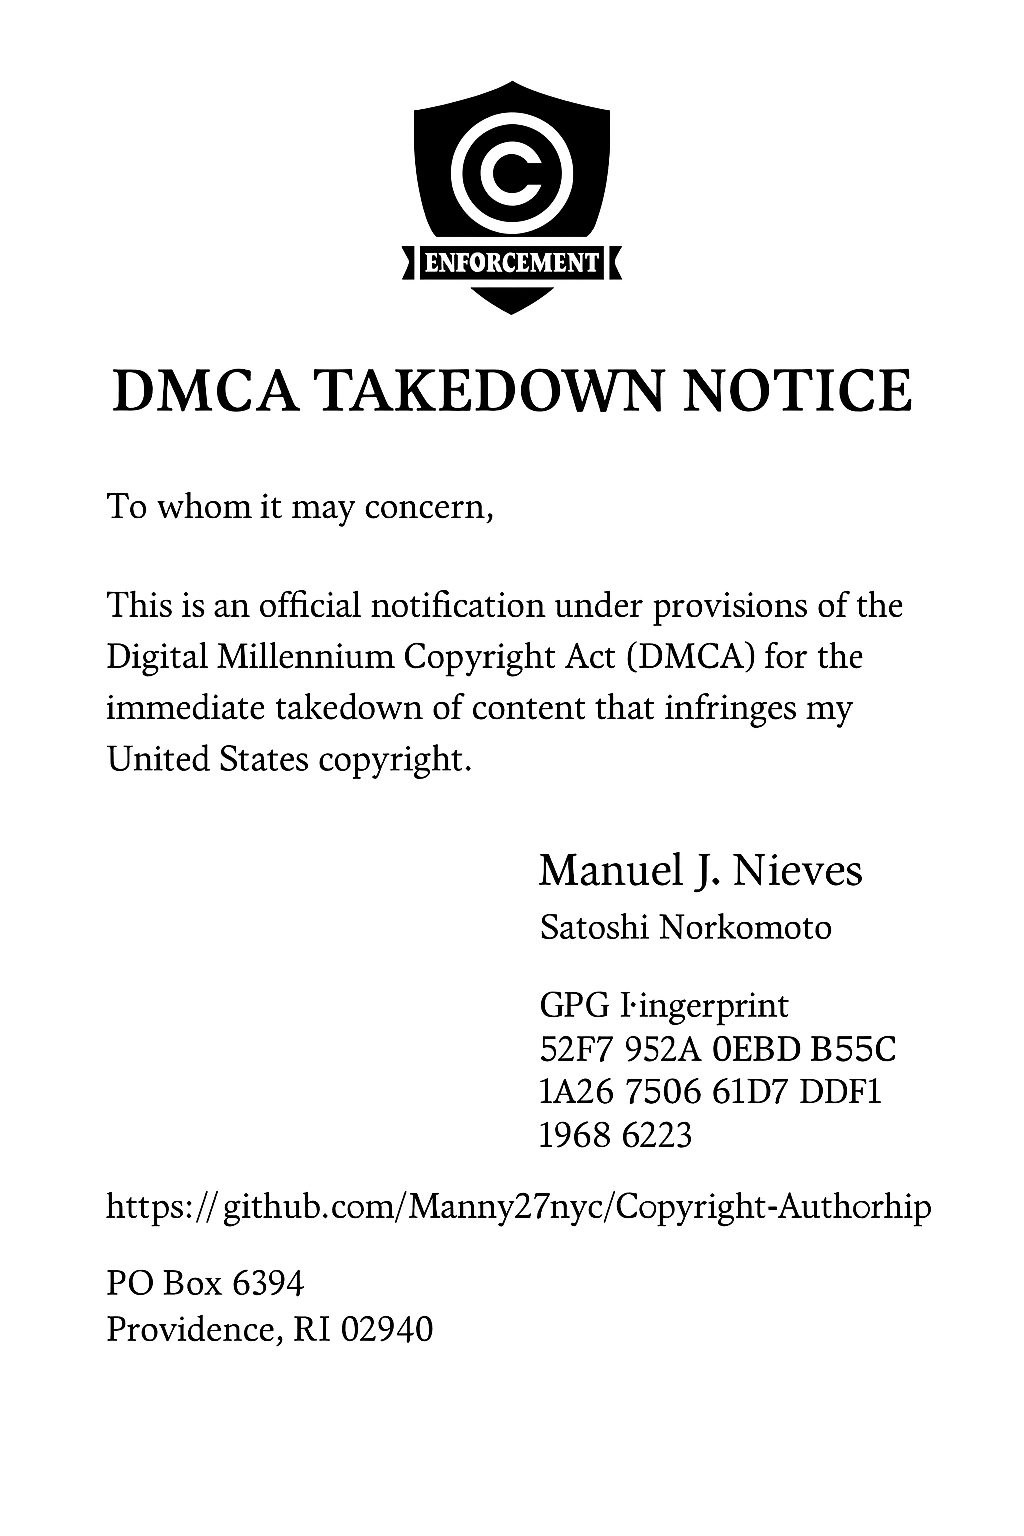 ©
ENFORCEMENT
DMCA TAKEDOWN NOTICE
To whom it may concern,
This is an official notification under provisions of the
Digital Millennium Copyright Act (DMCA) for the
immediate takedown of content that infringes my
United States copyright.
Manuel J. Nieves
Satoshi Norkomoto
GPG I·ingerprint
52F7 952A 0EBD B55C
1A26 7506 61D7 DDF1
1968 6223
https://github.com/Manny27nyc/Copyright-Authorhip
PO Box 6394
Providence, RI 02940